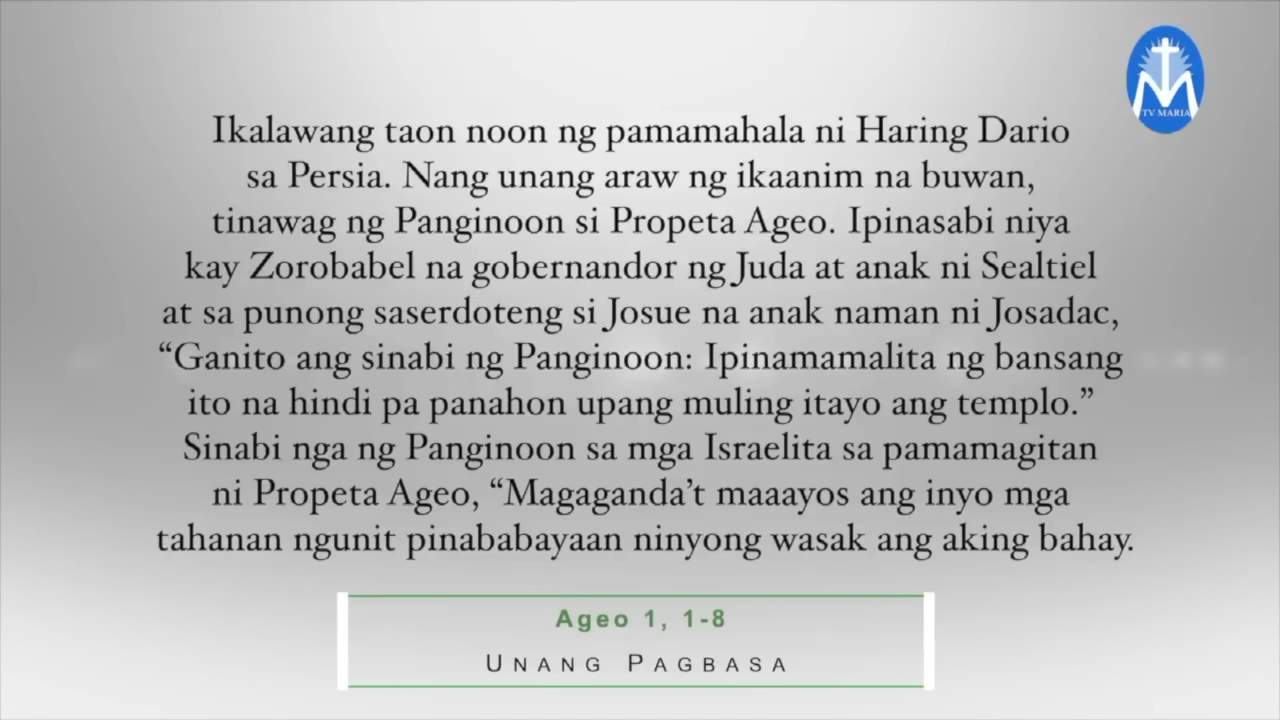 TV MARIA
Ikalawang taon noon ng pamamahala ni Haring Dario
sa Persia. Nang unang araw ng ikaanim na buwan,
tinawag ng Panginoon si Propeta Ageo. Ipinasabi niya
kay Zorobabel na gobernandor ng Juda at anak ni Sealtiel
at sa punong saserdoteng si Josue na anak naman ni Josadac,
“Ganito ang sinabi ng Panginoon: Ipinamamalita ng bansang
ito na hindi pa panahon upang muling itayo ang templo.”
Sinabi nga ng Panginoon sa mga Israelita sa pamamagitan
ni Propeta Ageo, “Magaganda’t maaayos ang inyo mga
tahanan ngunit pinababayaan ninyong wasak ang aking bahay.
Ageo 1, 1-8
UNANG PAGBASA